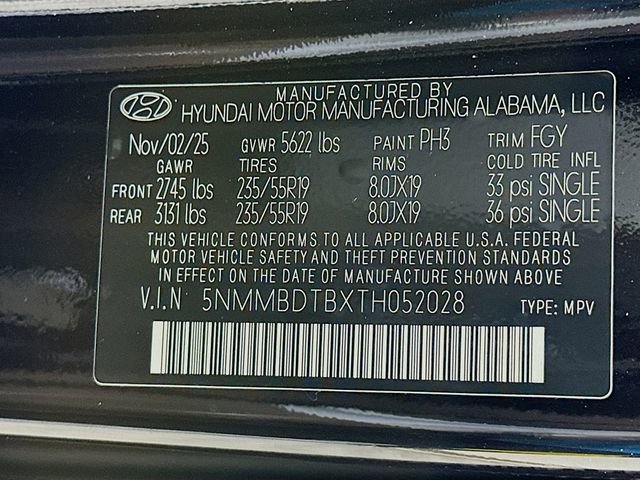 MANUFACTURED BY
HYUNDAI MOTOR MANUFACTURING ALABAMA, LLC
Nov/02/25 GVWR 5622 lbs PAINT PH3 TRIM FGY
GAWR TIRES RIMS COLD TIRE INFL
FRONT 2745 lbs 235/55R19 8.0JX19 33 psi SINGLE
REAR 3131 lbs 235/55R19 8.0JX19 36 psi SINGLE
THIS VEHICLE CONFORMS TO ALL APPLICABLE U.S.A. FEDERAL
MOTOR VEHICLE SAFETY AND THEFT PREVENTION STANDARDS
IN EFFECT ON THE DATE OF MANUFACTURE SHOWN ABOVE
V.I.N 5NMMBDTBXTH052028 TYPE: MPV